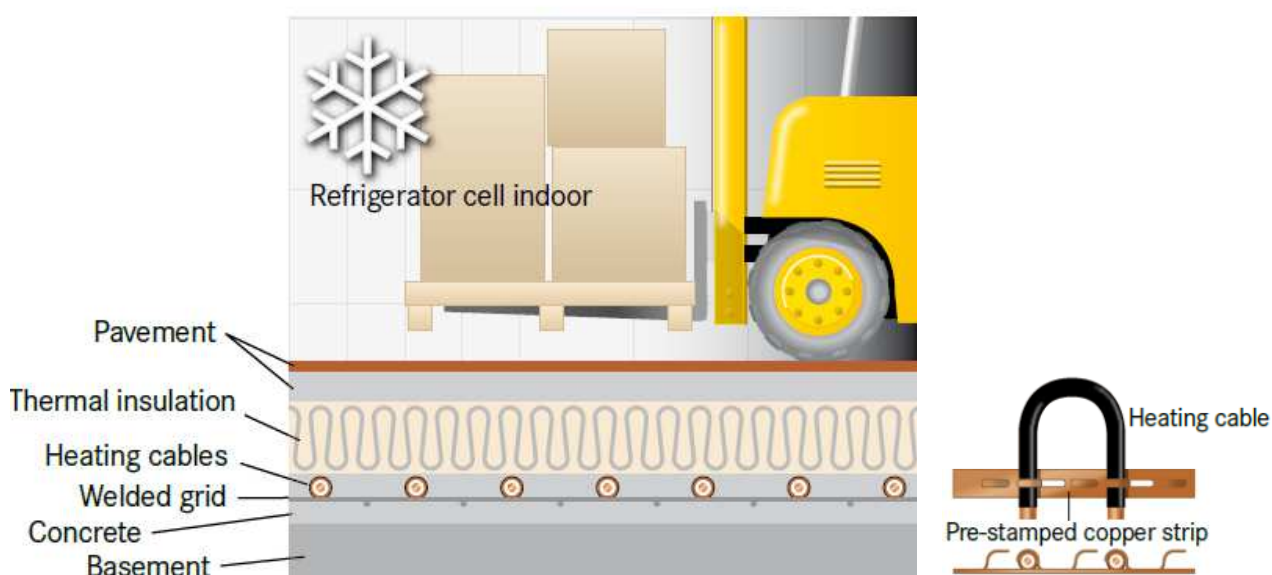 Refrigerator cell indoor
Pavement
Thermal insulation
Heating cables
Welded grid
Concrete
Basement
Heating cable
Pre-stamped copper strip